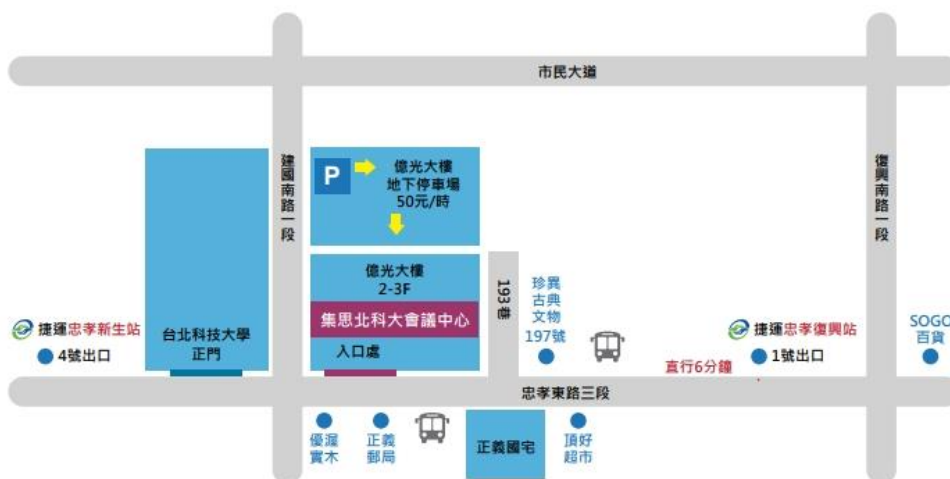 市民大道
建國南路一段
復興南路一段
P
億光大樓
地下停車場
50元/時
億光大樓
2-3F
集思北科大會議中心
入口處
193巷
珍異
古典
文物
197號
捷運忠孝新生站
4號出口
台北科技大學
正門
捷運忠孝復興站
1號出口
直行6分鐘
SOGO
百貨
忠孝東路三段
優渥
實木
正義
郵局
正義國宅
頂好
超市